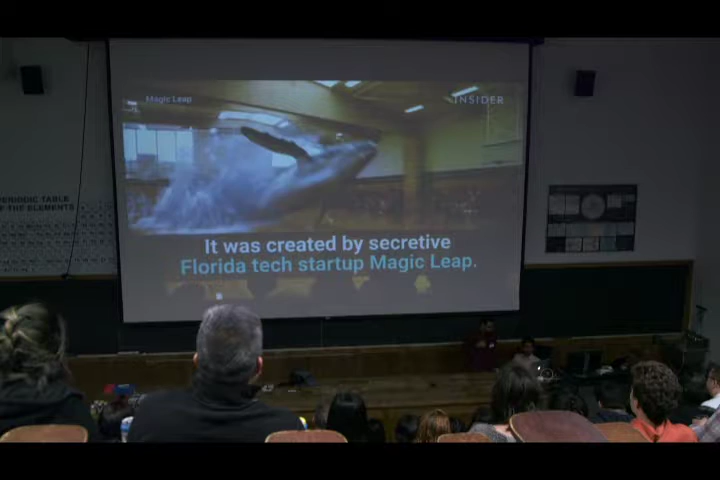 Magic Leap
INSIDER
It was created by secretive
Florida tech startup Magic Leap.
PERIODIC TABLE
OF THE ELEMENTS